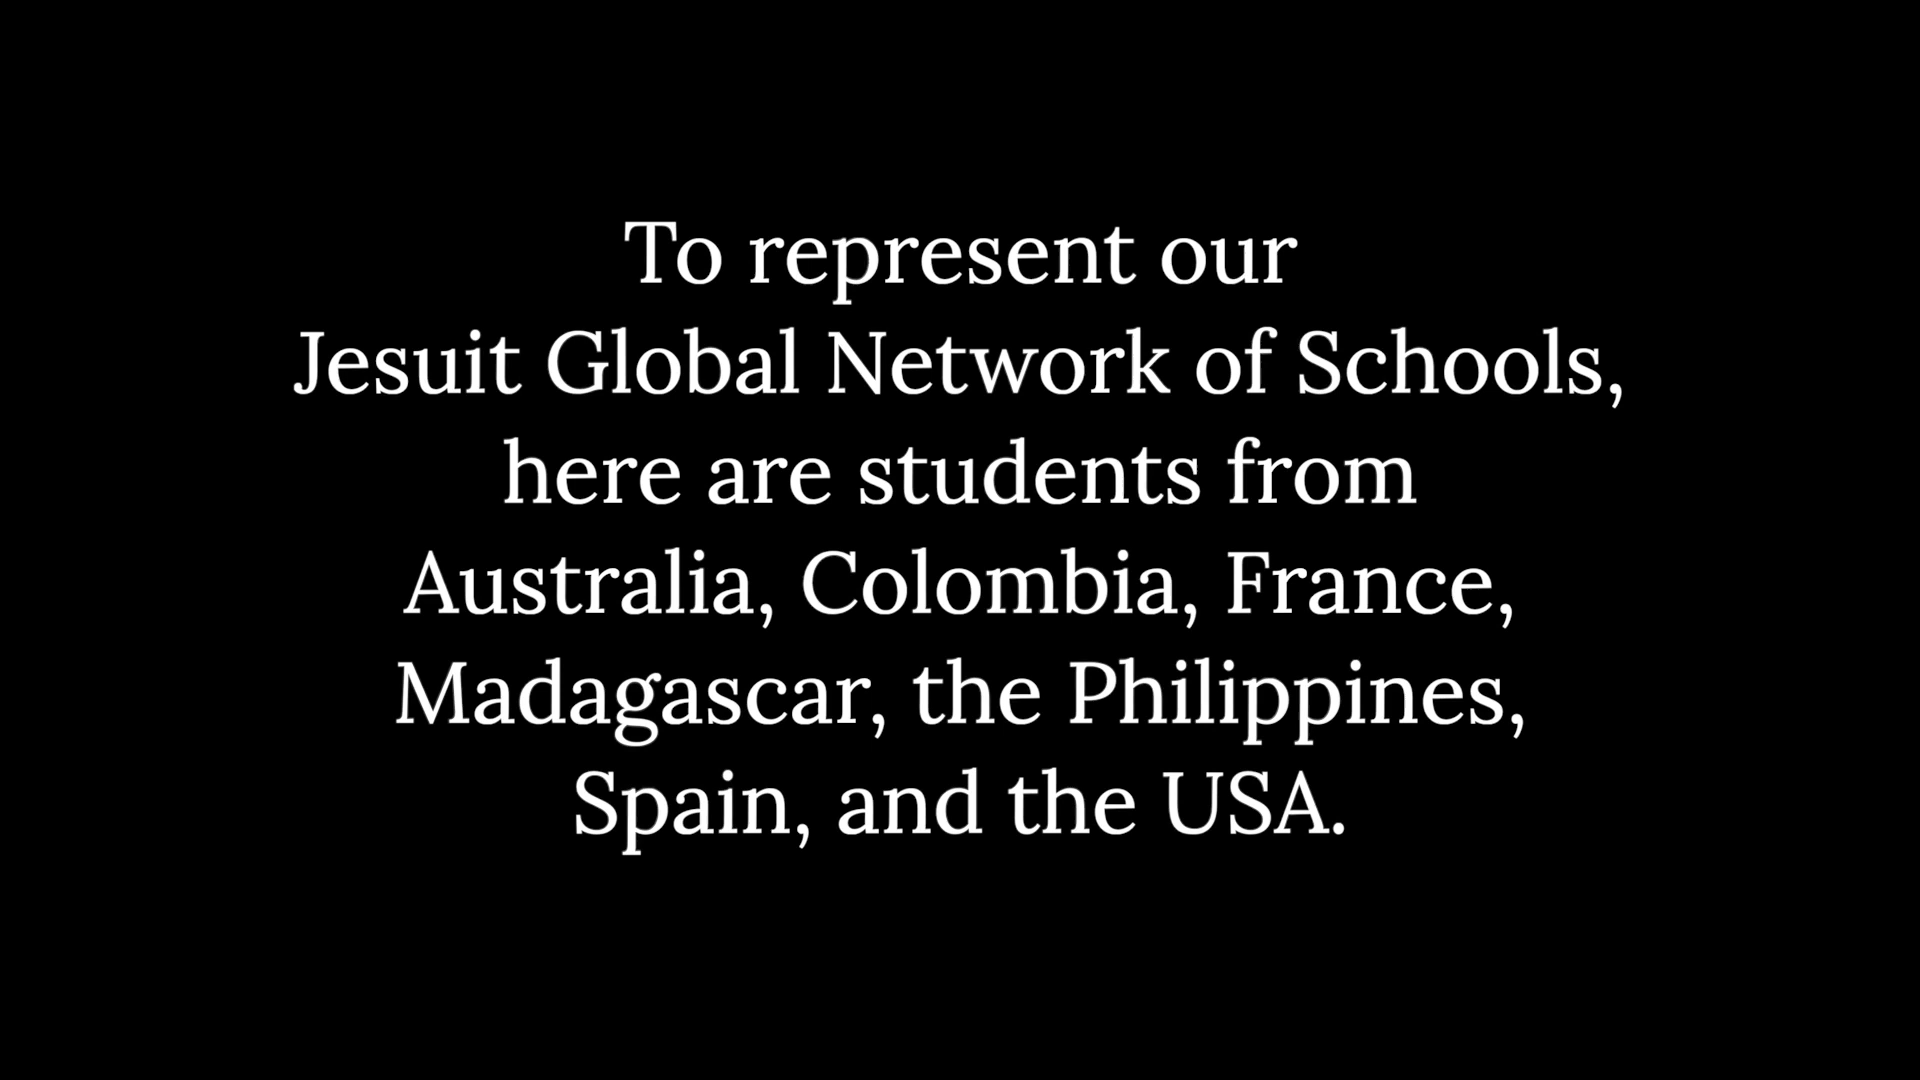 To represent our
Jesuit Global Network of Schools,
here are students from
Australia, Colombia, France,
Madagascar, the Philippines,
Spain, and the USA.